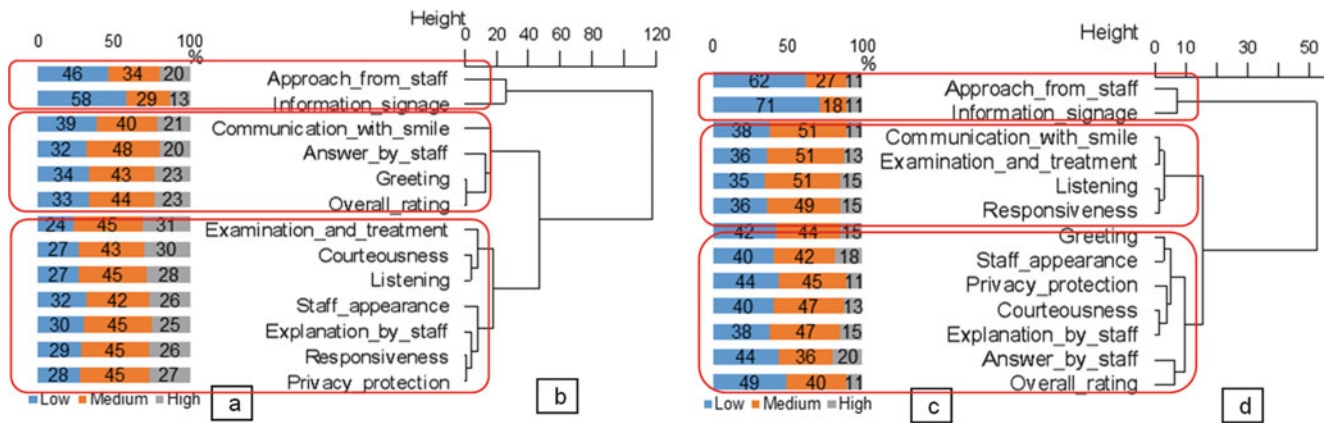 Height
0 20 40 60 80 120
0 50 100
%
46 34 20 Approach_from_staff
58 29 13 Information_signage
39 40 21 Communication_with_smile
32 48 20 Answer_by_staff
34 43 23 Greeting
33 44 23 Overall_rating
24 45 31 Examination_and_treatment
27 43 30 Courteousness
27 45 28 Listening
32 42 26 Staff_appearance
30 45 25 Explanation_by_staff
29 45 26 Responsiveness
28 45 27 Privacy_protection
Low Medium High
a
b
Height
0 10 30 50
0 50 100
%
62 27 11 Approach_from_staff
71 18 11 Information_signage
38 51 11 Communication_with_smile
36 51 13 Examination_and_treatment
35 51 15 Listening
36 49 15 Responsiveness
42 44 15 Greeting
40 42 18 Staff_appearance
44 45 11 Privacy_protection
40 47 13 Courteousness
38 47 15 Explanation_by_staff
44 36 20 Answer_by_staff
49 40 11 Overall_rating
Low Medium High
c
d